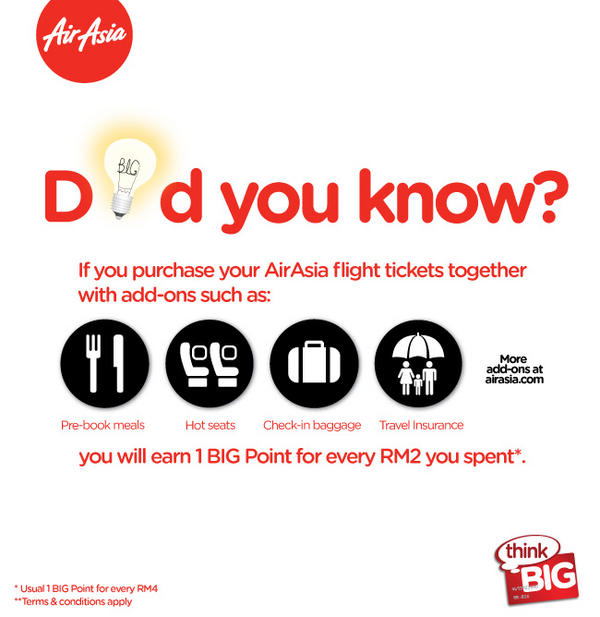 AirAsia
BIG
D d you know?
If you purchase your AirAsia flight tickets together
with add-ons such as:
More
add-ons at
airasia.com
Pre-book meals
Hot seats
Check-in baggage
Travel Insurance
you will earn 1 BIG Point for every RM2 you spent*.
think
BIG
* Usual 1 BIG Point for every RM4
**Terms & conditions apply